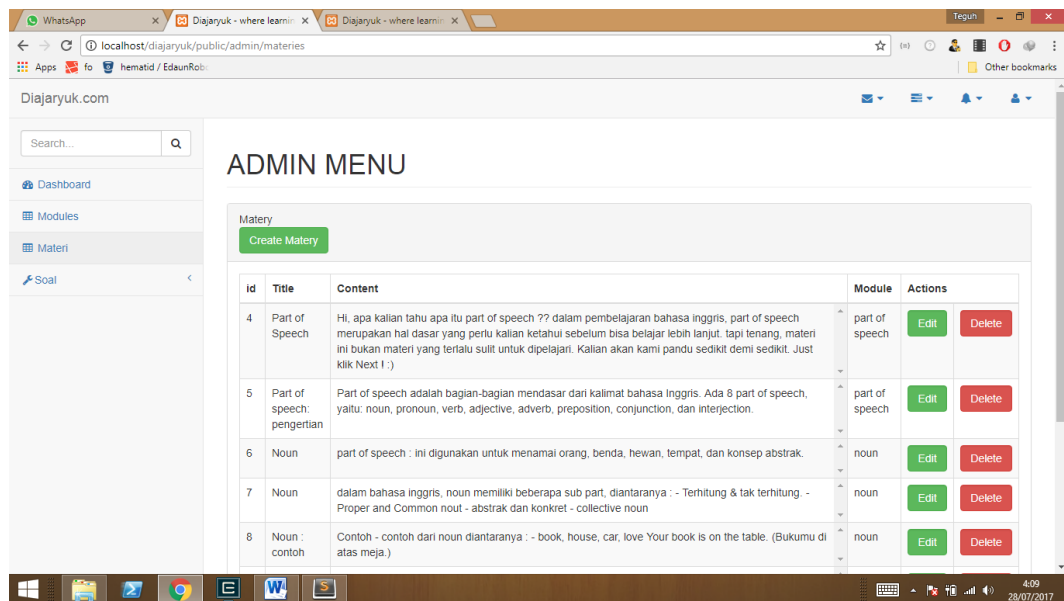 WhatsApp
Diajaryuk - where learnin
Diajaryuk - where learnin
Teguh
localhost/diajaryuk/public/admin/materies
Apps
fo
hematid / EdaunRob
Other bookmarks
Diajaryuk.com
Search...
Dashboard
Modules
Materi
Soal
ADMIN MENU
Matery
Create Matery
id Title Content Module Actions
4 Part of Hi, apa kalian tahu apa itu part of speech ?? dalam pembelajaran bahasa inggris, part of speech part of Edit Delete
Speech merupakan hal dasar yang perlu kalian ketahui sebelum bisa belajar lebih lanjut. tapi tenang, materi speech
ini bukan materi yang terlalu sulit untuk dipelajari. Kalian akan kami pandu sedikit demi sedikit. Just
klik Next ! :)
5 Part of Part of speech adalah bagian-bagian mendasar dari kalimat bahasa Inggris. Ada 8 part of speech, part of Edit Delete
speech: yaitu: noun, pronoun, verb, adjective, adverb, preposition, conjunction, dan interjection. speech
pengertian
6 Noun part of speech : ini digunakan untuk menamai orang, benda, hewan, tempat, dan konsep abstrak. noun Edit Delete
7 Noun dalam bahasa inggris, noun memiliki beberapa sub part, diantaranya : - Terhitung & tak terhitung. - noun Edit Delete
Proper and Common nout - abstrak dan konkret - collective noun
8 Noun : Contoh - contoh dari noun diantaranya : - book, house, car, love Your book is on the table. (Bukumu di noun Edit Delete
contoh atas meja.)
4:09
28/07/2017